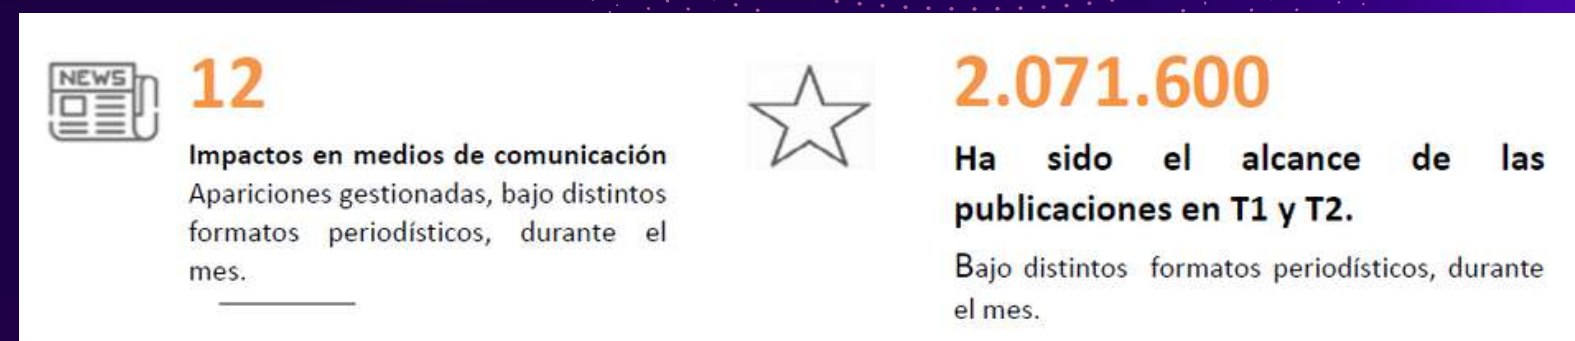 NEWS
12
Impactos en medios de comunicación
Apariciones gestionadas, bajo distintos
formatos periodísticos, durante el
mes.
2.071.600
Ha sido el alcance de las
publicaciones en T1 y T2.
Bajo distintos formatos periodísticos, durante
el mes.